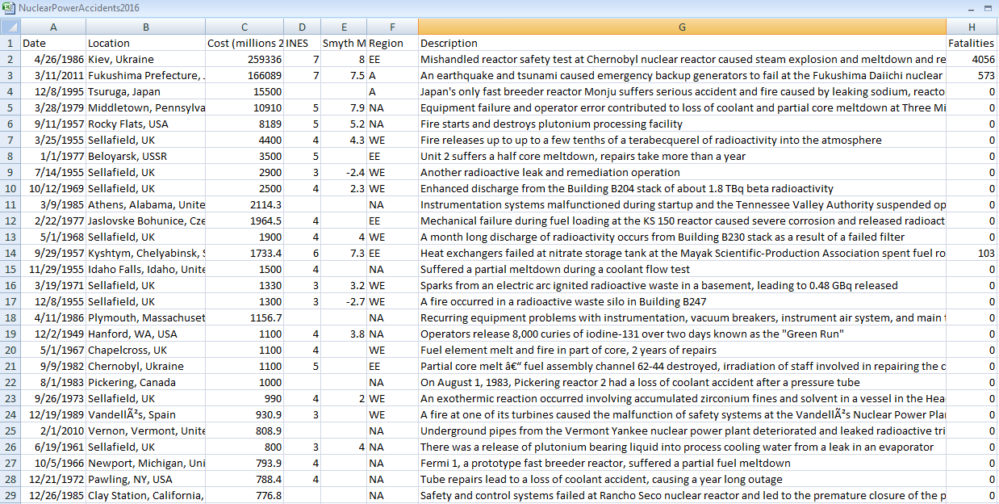 NuclearPowerAccidents2016
A B C D E F G H
1 Date Location Cost (millions 2 INES Smyth M Region Description Fatalities
2 4/26/1986 Kiev, Ukraine 259336 7 8 EE Mishandled reactor safety test at Chernobyl nuclear reactor caused steam explosion and meltdown and re 4056
3 3/11/2011 Fukushima Prefecture, 166089 7 7.5 A An earthquake and tsunami caused emergency backup generators to fail at the Fukushima Daiichi nuclear 573
4 12/8/1995 Tsuruga, Japan 15500 A Japan's only fast breeder reactor Monju suffers serious accident and fire caused by leaking sodium, reacto 0
5 3/28/1979 Middletown, Pennsylva 10910 5 7.9 NA Equipment failure and operator error contributed to loss of coolant and partial core meltdown at Three Mi 0
6 9/11/1957 Rocky Flats, USA 8189 5 5.2 NA Fire starts and destroys plutonium processing facility 0
7 3/25/1955 Sellafield, UK 4400 4 4.3 WE Fire releases up to up to a few tenths of a terabecquerel of radioactivity into the atmosphere 0
8 1/1/1977 Beloyarsk, USSR 3500 5 EE Unit 2 suffers a half core meltdown, repairs take more than a year 0
9 7/14/1955 Sellafield, UK 2900 3 -2.4 WE Another radioactive leak and remediation operation 0
10 10/12/1969 Sellafield, UK 2500 4 2.3 WE Enhanced discharge from the Building B204 stack of about 1.8 TBq beta radioactivity 0
11 3/9/1985 Athens, Alabama, Unite 2114.3 NA Instrumentation systems malfunctioned during startup and the Tennessee Valley Authority suspended op 0
12 2/22/1977 Jaslovske Bohunice, Cze 1964.5 4 EE Mechanical failure during fuel loading at the KS 150 reactor caused severe corrosion and released radioact 0
13 5/1/1968 Sellafield, UK 1900 4 4 WE A month long discharge of radioactivity occurs from Building B230 stack as a result of a failed filter 0
14 9/29/1957 Kyshtym, Chelyabinsk, 1733.4 6 7.3 EE Heat exchangers failed at nitrate storage tank at the Mayak Scientific-Production Association spent fuel ro 103
15 11/29/1955 Idaho Falls, Idaho, Unite 1500 4 NA Suffered a partial meltdown during a coolant flow test 0
16 3/19/1971 Sellafield, UK 1330 3 3.2 WE Sparks from an electric arc ignited radioactive waste in a basement, leading to 0.48 GBq released 0
17 12/8/1955 Sellafield, UK 1300 3 -2.7 WE A fire occurred in a radioactive waste silo in Building B247 0
18 4/11/1986 Plymouth, Massachuset 1156.7 NA Recurring equipment problems with instrumentation, vacuum breakers, instrument air system, and main 0
19 12/2/1949 Hanford, WA, USA 1100 4 3.8 NA Operators release 8,000 curies of iodine-131 over two days known as the "Green Run" 0
20 5/1/1967 Chapelcross, UK 1100 4 WE Fuel element melt and fire in part of core, 2 years of repairs 0
21 9/9/1982 Chernobyl, Ukraine 1100 5 EE Partial core melt â€“ fuel assembly channel 62-44 destroyed, irradiation of staff involved in repairing the c 0
22 8/1/1983 Pickering, Canada 1000 NA On August 1, 1983, Pickering reactor 2 had a loss of coolant accident after a pressure tube 0
23 9/26/1973 Sellafield, UK 990 4 2 WE An exothermic reaction occurred involving accumulated zirconium fines and solvent in a vessel in the Hea 0
24 12/19/1989 VandellÃ²s, Spain 930.9 3 WE A fire at one of its turbines caused the malfunction of safety systems at the VandellÃ²s Nuclear Power Pla 0
25 2/1/2010 Vernon, Vermont, Unite 808.9 NA Underground pipes from the Vermont Yankee nuclear power plant deteriorated and leaked radioactive tri 0
26 6/19/1961 Sellafield, UK 800 3 4 NA There was a release of plutonium bearing liquid into process cooling water from a leak in an evaporator 0
27 10/5/1966 Newport, Michigan, Uni 793.9 4 NA Fermi 1, a prototype fast breeder reactor, suffered a partial fuel meltdown 0
28 12/21/1972 Pawling, NY, USA 788.4 4 NA Tube repairs lead to a loss of coolant accident, causing a year long outage 0
29 12/26/1985 Clay Station, California, 776.8 NA Safety and control systems failed at Rancho Seco nuclear reactor and led to the premature closure of the p 0